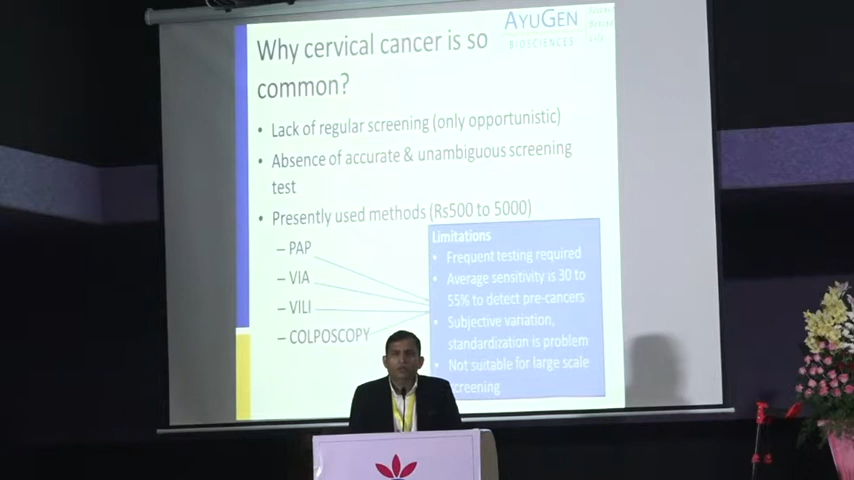 AYUGEN
BIOSCIENCES
Why cervical cancer is so
common?
• Lack of regular screening (only opportunistic)
• Absence of accurate & unambiguous screening
test
• Presently used methods (Rs500 to 5000)
– PAP
– VIA
– VILI
– COLPOSCOPY
Limitations
• Frequent testing required
• Average sensitivity is 30 to
55% to detect pre-cancers
• Subjective variation,
standardization is problem
• Not suitable for large scale
screening